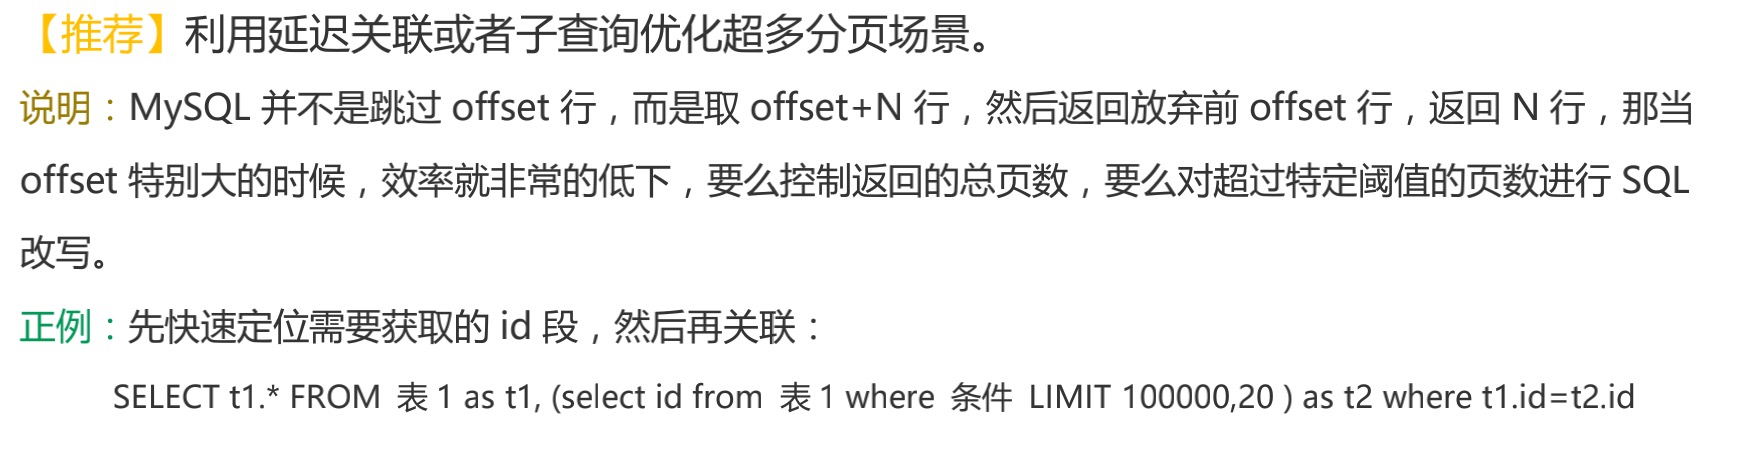 【推荐】利用延迟关联或者子查询优化超多分页场景。
说明：MySQL 并不是跳过 offset 行，而是取 offset+N 行，然后返回放弃前 offset 行，返回 N 行，那当
offset 特别大的时候，效率就非常的低下，要么控制返回的总页数，要么对超过特定阈值的页数进行 SQL
改写。
正例：先快速定位需要获取的 id 段，然后再关联：
SELECT t1.* FROM 表 1 as t1, (select id from 表 1 where 条件 LIMIT 100000,20 ) as t2 where t1.id=t2.id